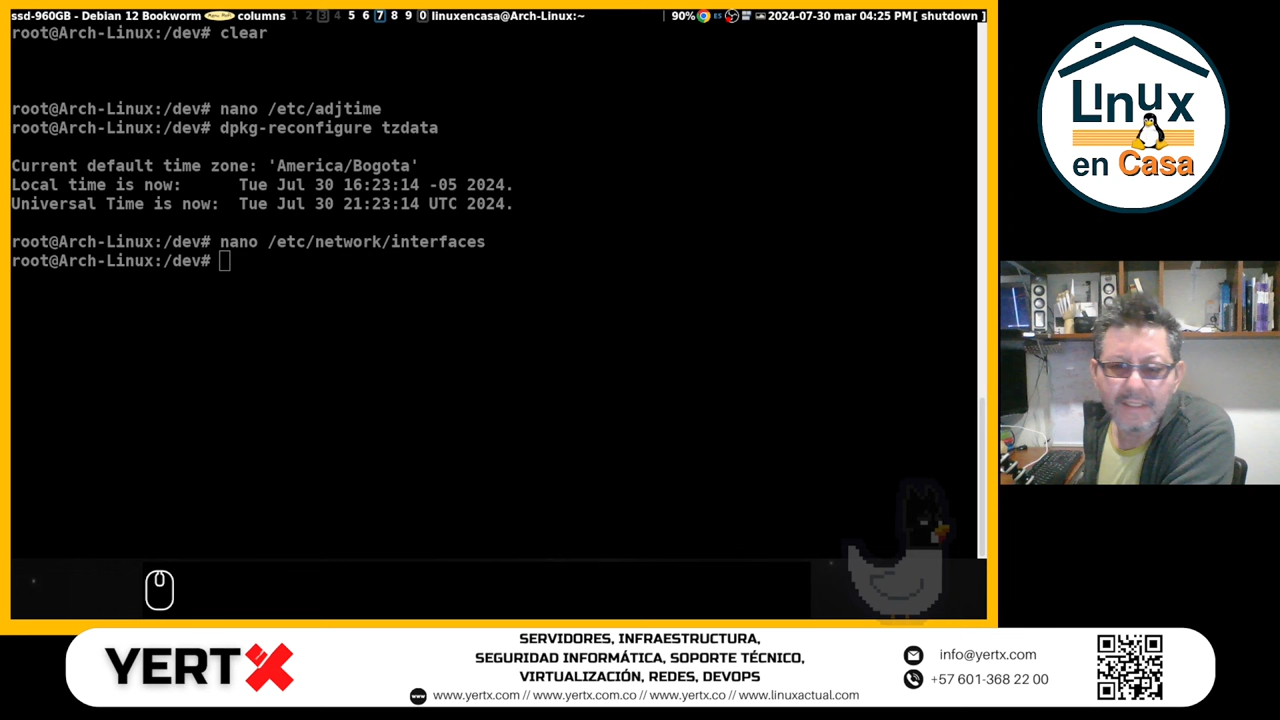 ssd-960GB - Debian 12 Bookworm columns 1 2 3 4 5 6 7 8 9 0 linuxencasa@Arch-Linux:~ 90% ES 2024-07-30 mar 04:25 PM[ shutdown ]
root@Arch-Linux:/dev# clear
root@Arch-Linux:/dev# nano /etc/adjtime
root@Arch-Linux:/dev# dpkg-reconfigure tzdata
Current default time zone: 'America/Bogota'
Local time is now:      Tue Jul 30 16:23:14 -05 2024.
Universal Time is now:  Tue Jul 30 21:23:14 UTC 2024.
root@Arch-Linux:/dev# nano /etc/network/interfaces
root@Arch-Linux:/dev#
Linux
en Casa
YERTX
SERVIDORES, INFRAESTRUCTURA,
SEGURIDAD INFORMÁTICA, SOPORTE TÉCNICO,
VIRTUALIZACIÓN, REDES, DEVOPS
www.yertx.com // www.yertx.com.co // www.yertx.co // www.linuxactual.com
info@yertx.com
+57 601-368 22 00